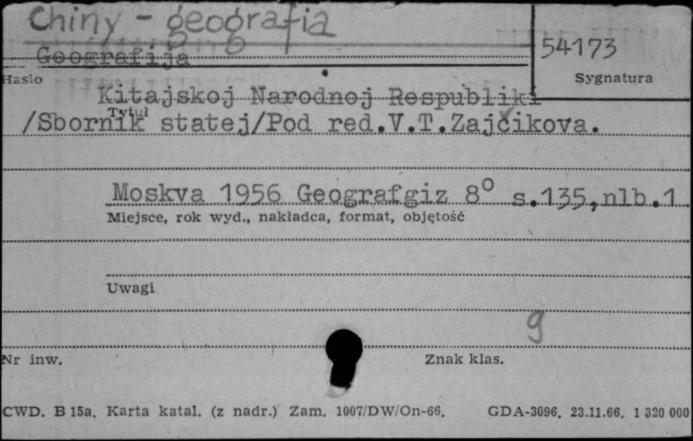 Chiny - geografia
Geografija
54173
Hasło
Sygnatura
Kitajskoj Narodnoj Respubliki
Tytuł
/Sbornik statej/Pod red.V.T.Zajčikova.
Moskva 1956 Geografgiz 8° s.135,nlb.1
Miejsce, rok wyd., nakładca, format, objętość
Uwagi
g
Nr inw.
Znak klas.
CWD. B 15a. Karta katal. (z nadr.) Zam. 1007/DW/On-66. GDA-3096. 23.11.66. 1 320 000